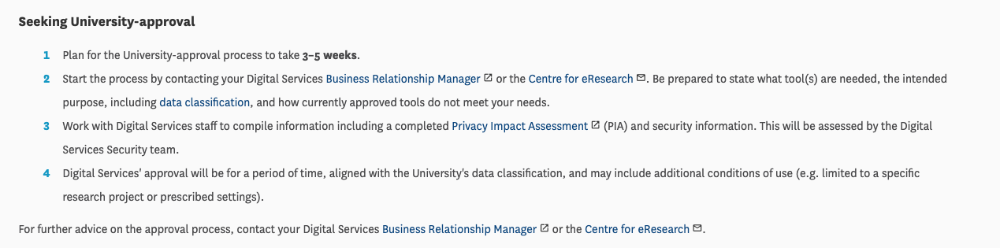 Seeking University-approval
1 Plan for the University-approval process to take 3–5 weeks.
2 Start the process by contacting your Digital Services Business Relationship Manager or the Centre for eResearch. Be prepared to state what tool(s) are needed, the intended
purpose, including data classification, and how currently approved tools do not meet your needs.
3 Work with Digital Services staff to compile information including a completed Privacy Impact Assessment (PIA) and security information. This will be assessed by the Digital
Services Security team.
4 Digital Services' approval will be for a period of time, aligned with the University's data classification, and may include additional conditions of use (e.g. limited to a specific
research project or prescribed settings).
For further advice on the approval process, contact your Digital Services Business Relationship Manager or the Centre for eResearch.